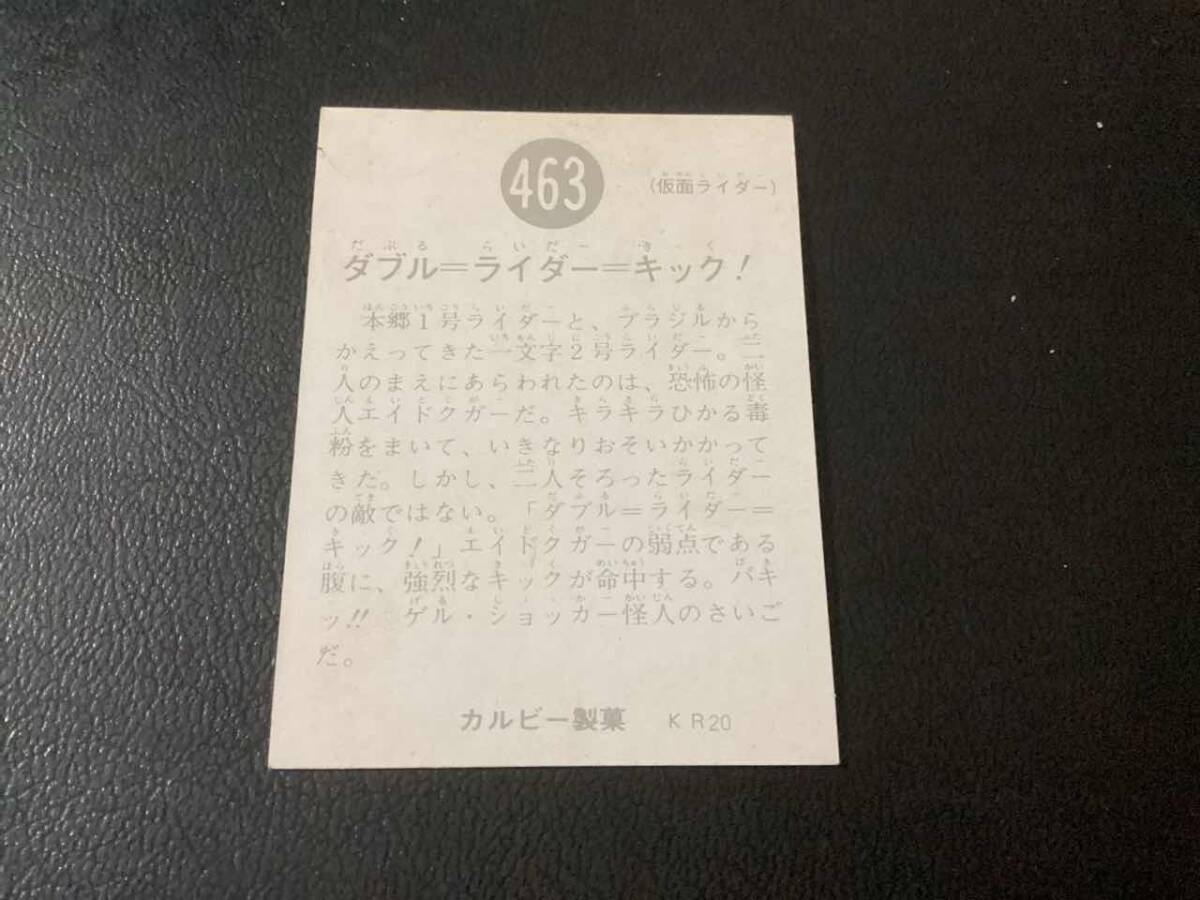 463
(仮面ライダー)
ダブル=ライダー=キック!
本郷1号ライダーと、ブラジルから
かえってきた一文字2号ライダー。二
人のまえにあらわれたのは、恐怖の怪
人エイドクガーだ。キラキラひかる毒
粉をまいて、いきなりおそいかかって
きた。しかし、二人そろったライダー
の敵ではない。「ダブル=ライダー=
キック!」エイドクガーの弱点である
腹に、強烈なキックが命中する。バキ
ッ!! ゲル・ショッカー怪人のさいご
だ。
カルビー製菓 KR20